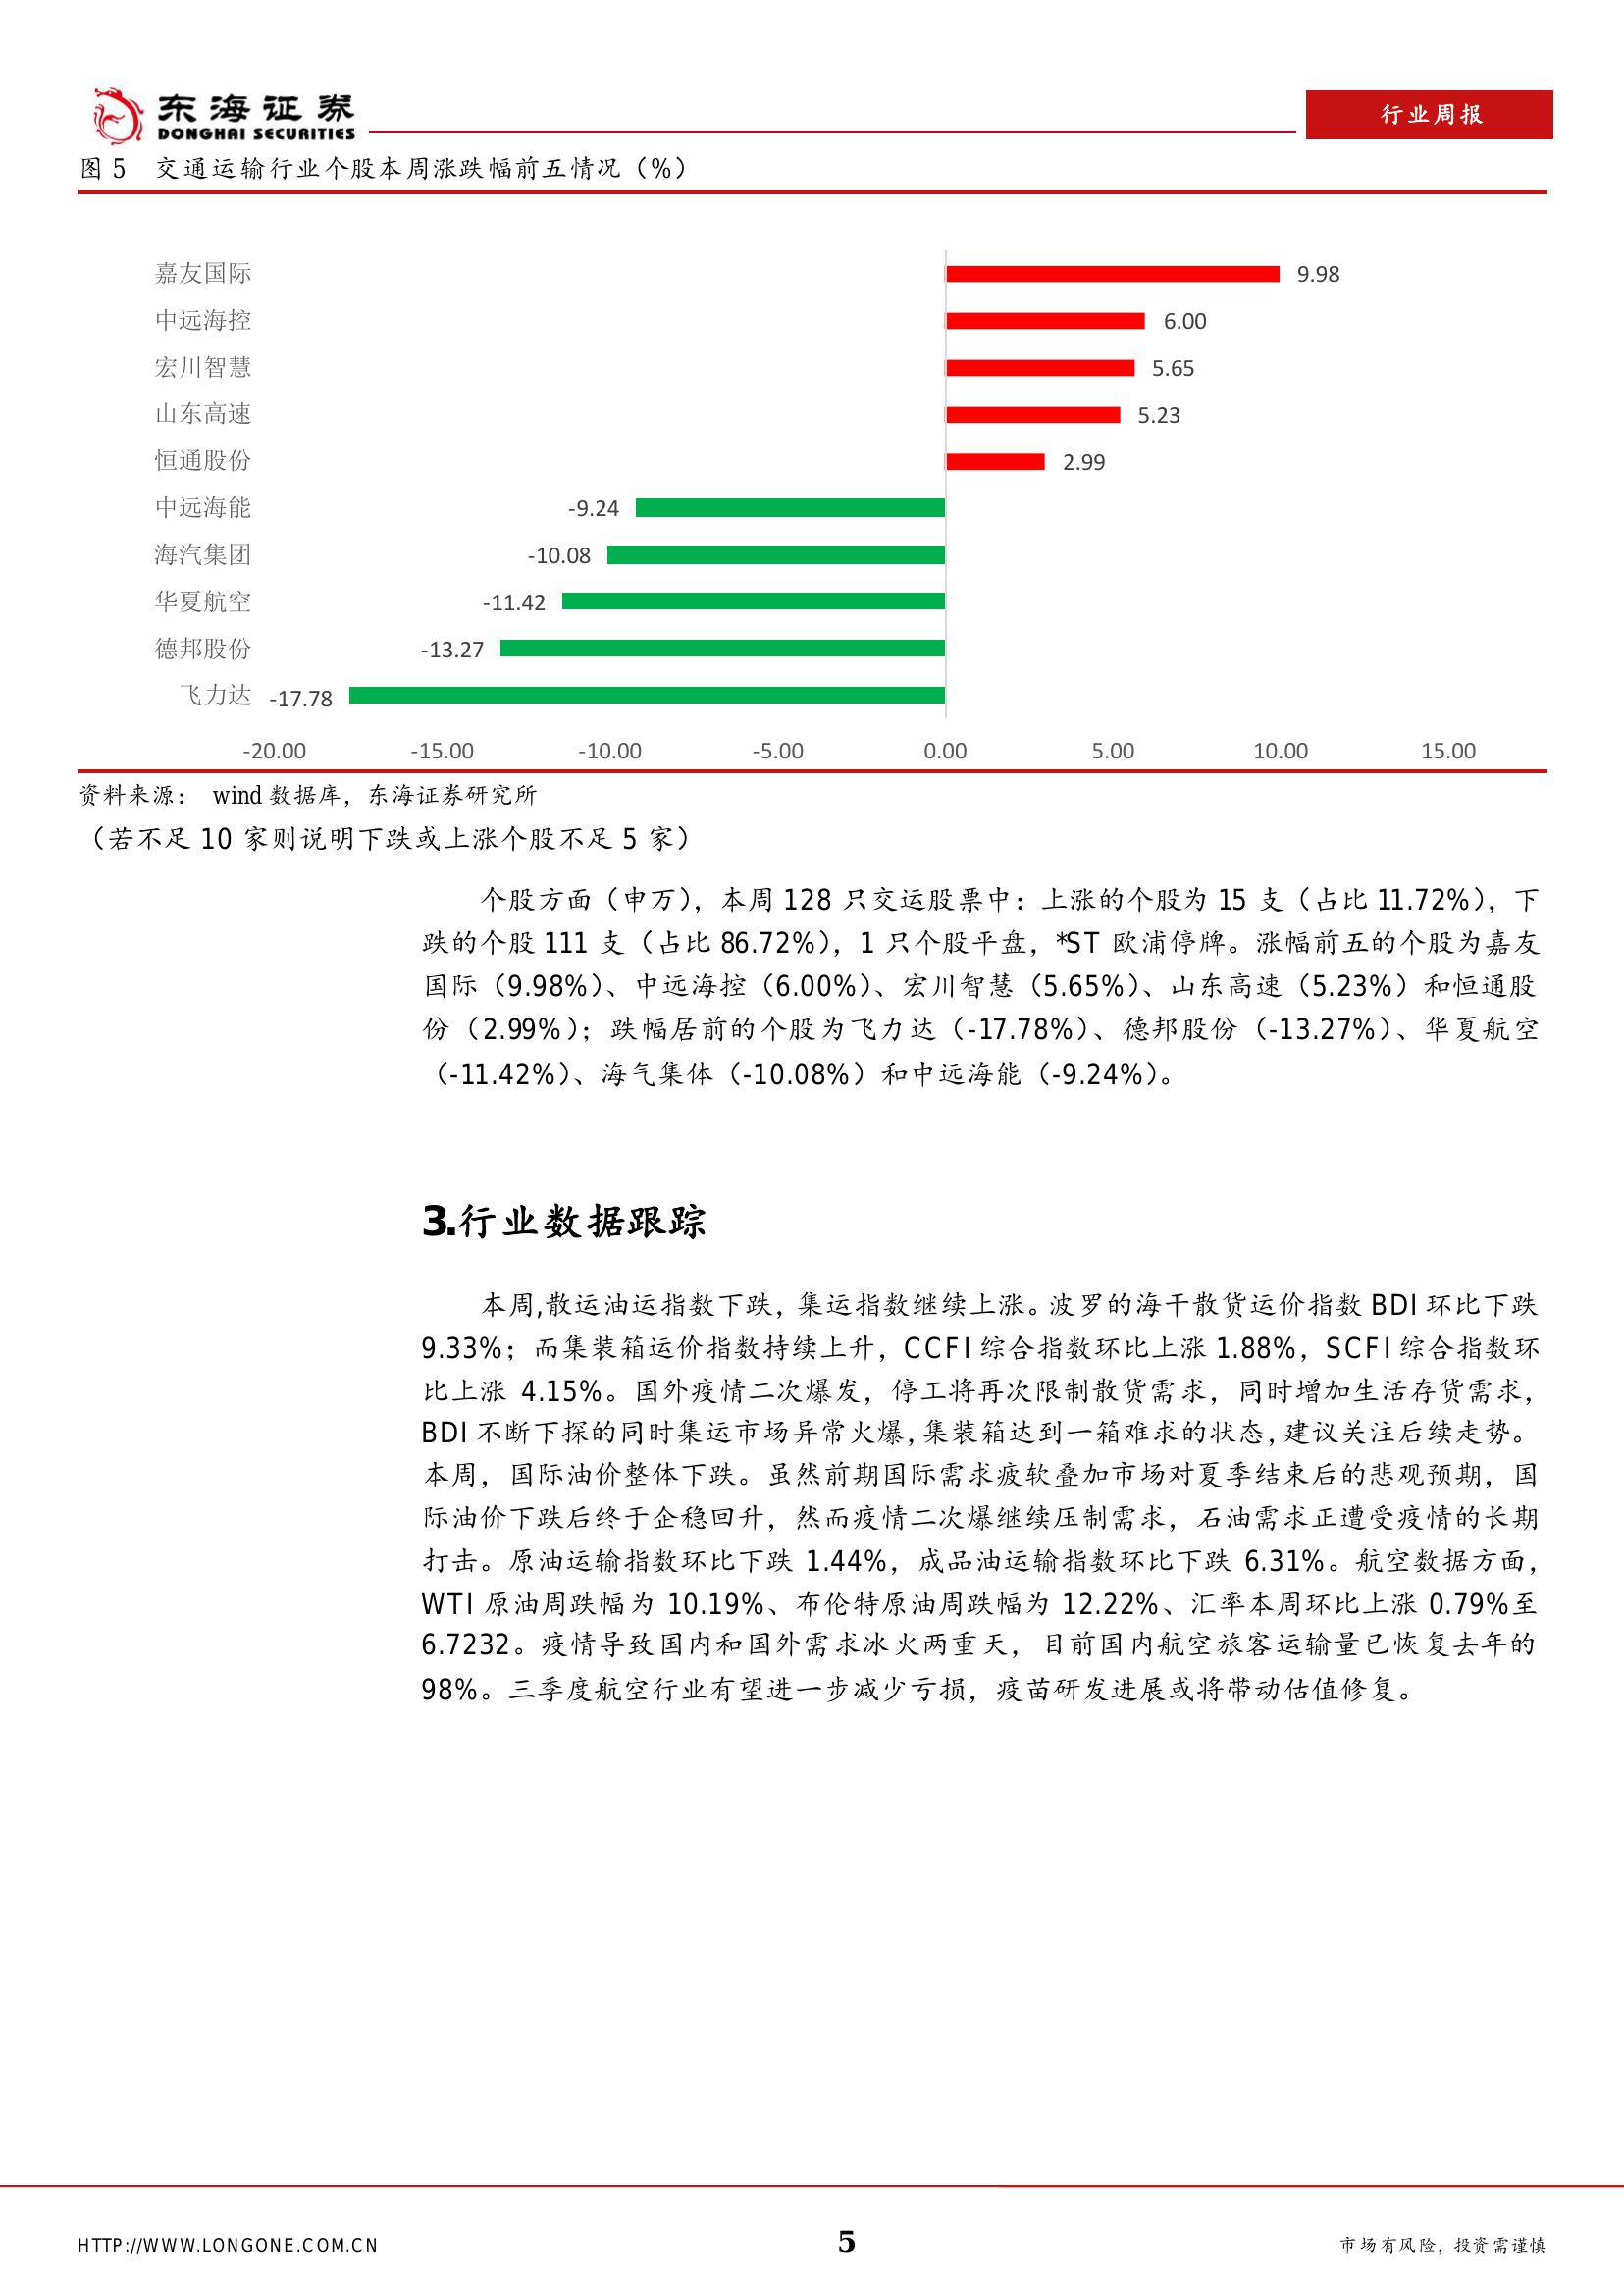 东海证券
DONGHAI SECURITIES
行业周报
图 5 交通运输行业个股本周涨跌幅前五情况（%）
嘉友国际 9.98
中远海控 6.00
宏川智慧 5.65
山东高速 5.23
恒通股份 2.99
中远海能 -9.24
海汽集团 -10.08
华夏航空 -11.42
德邦股份 -13.27
飞力达 -17.78
-20.00 -15.00 -10.00 -5.00 0.00 5.00 10.00 15.00
资料来源： wind 数据库，东海证券研究所
（若不足 10 家则说明下跌或上涨个股不足 5 家）
个股方面（申万），本周 128 只交运股票中：上涨的个股为 15 支（占比 11.72%），下
跌的个股 111 支（占比 86.72%），1 只个股平盘，*ST 欧浦停牌。涨幅前五的个股为嘉友
国际（9.98%）、中远海控（6.00%）、宏川智慧（5.65%）、山东高速（5.23%）和恒通股
份（2.99%）；跌幅居前的个股为飞力达（-17.78%）、德邦股份（-13.27%）、华夏航空
（-11.42%）、海气集体（-10.08%）和中远海能（-9.24%）。
3.行业数据跟踪
本周,散运油运指数下跌，集运指数继续上涨。波罗的海干散货运价指数 BDI 环比下跌
9.33%；而集装箱运价指数持续上升，CCFI 综合指数环比上涨 1.88%，SCFI 综合指数环
比上涨 4.15%。国外疫情二次爆发，停工将再次限制散货需求，同时增加生活存货需求，
BDI 不断下探的同时集运市场异常火爆，集装箱达到一箱难求的状态，建议关注后续走势。
本周，国际油价整体下跌。虽然前期国际需求疲软叠加市场对夏季结束后的悲观预期，国
际油价下跌后终于企稳回升，然而疫情二次爆继续压制需求，石油需求正遭受疫情的长期
打击。原油运输指数环比下跌 1.44%，成品油运输指数环比下跌 6.31%。航空数据方面，
WTI 原油周跌幅为 10.19%、布伦特原油周跌幅为 12.22%、汇率本周环比上涨 0.79%至
6.7232。疫情导致国内和国外需求冰火两重天，目前国内航空旅客运输量已恢复去年的
98%。三季度航空行业有望进一步减少亏损，疫苗研发进展或将带动估值修复。
HTTP://WWW.LONGONE.COM.CN 5 市场有风险，投资需谨慎